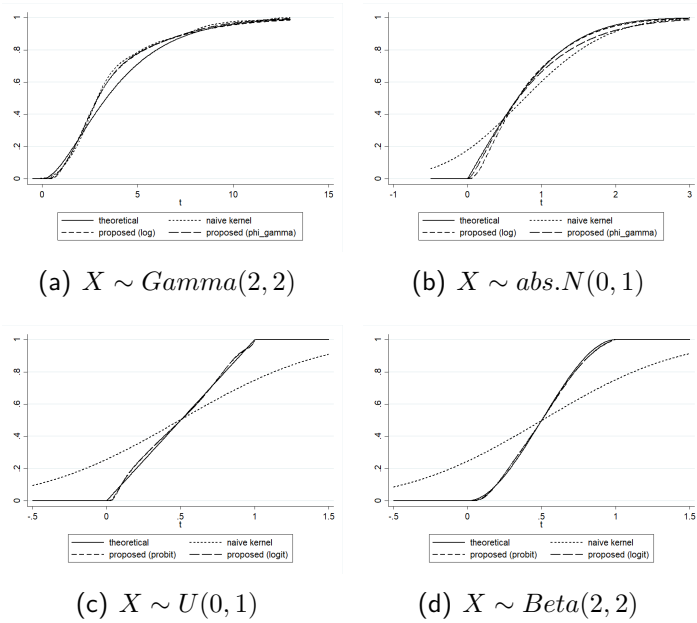 1
.8
.6
.4
.2
0
0 5 10 15
t
theoretical naive kernel
proposed (log) proposed (phi_gamma)
(a) X ∼ Gamma(2, 2)
1
.8
.6
.4
.2
0
-1 0 1 2 3
t
theoretical naive kernel
proposed (log) proposed (phi_gamma)
(b) X ∼ abs.N(0, 1)
1
.8
.6
.4
.2
0
-.5 0 .5 1 1.5
t
theoretical naive kernel
proposed (probit) proposed (logit)
(c) X ∼ U(0, 1)
1
.8
.6
.4
.2
0
-.5 0 .5 1 1.5
t
theoretical naive kernel
proposed (probit) proposed (logit)
(d) X ∼ Beta(2, 2)